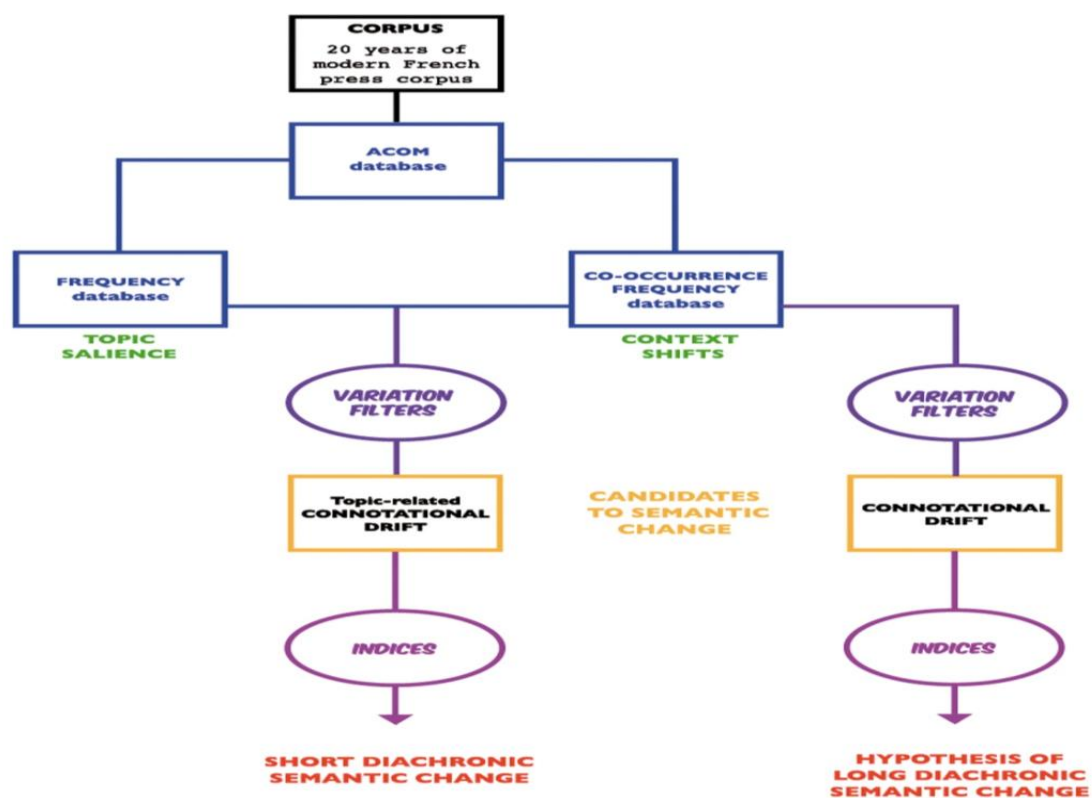 CORPUS
20 years of
modern French
press corpus
ACOM
database
FREQUENCY
database
CO-OCCURRENCE
FREQUENCY
database
TOPIC
SALIENCE
CONTEXT
SHIFTS
VARIATION
FILTERS
VARIATION
FILTERS
Topic-related
CONNOTATIONAL
DRIFT
CANDIDATES
TO SEMANTIC
CHANGE
CONNOTATIONAL
DRIFT
INDICES
INDICES
SHORT DIACHRONIC
SEMANTIC CHANGE
HYPOTHESIS OF
LONG DIACHRONIC
SEMANTIC CHANGE